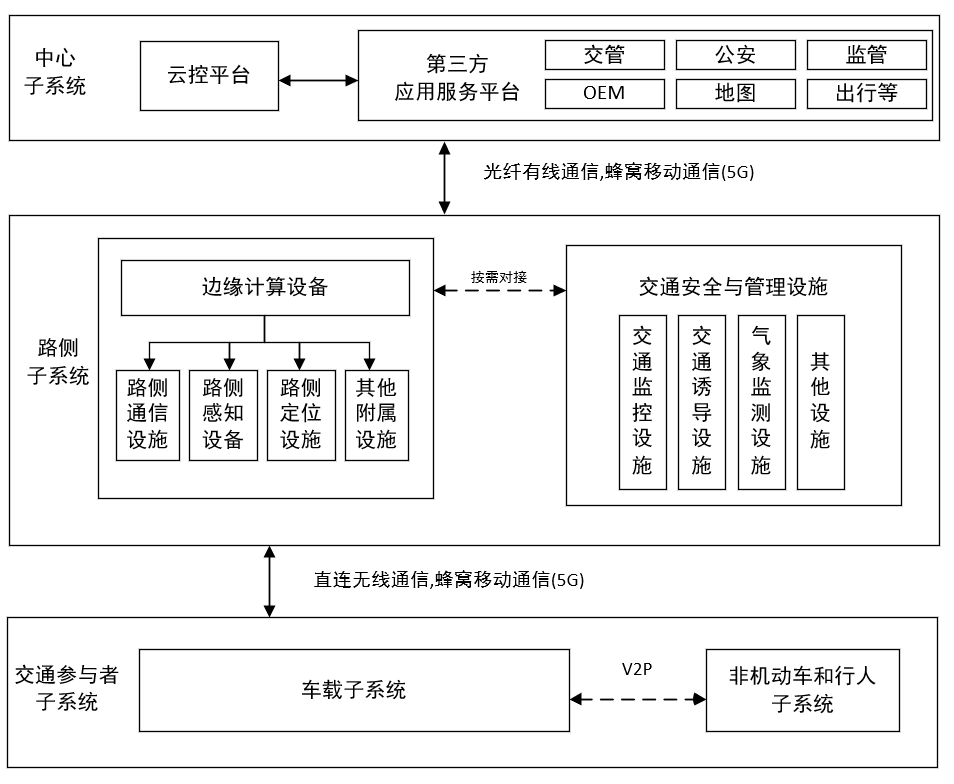 中心
子系统
云控平台
第三方
应用服务平台
交管
公安
监管
OEM
地图
出行等
光纤有线通信,蜂窝移动通信(5G)
路侧
子系统
边缘计算设备
路侧
通信
设施
路侧
感知
设备
路侧
定位
设施
其他
附属
设施
按需对接
交通安全与管理设施
交通监控设施
交通诱导设施
气象监测设施
其他设施
直连无线通信,蜂窝移动通信(5G)
交通参与者
子系统
车载子系统
V2P
非机动车和行人
子系统